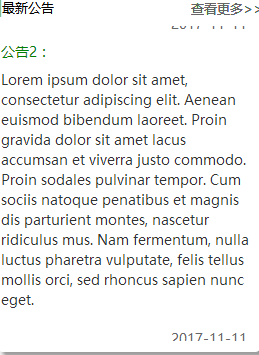 最新公告 查看更多>>
2017-11-11
公告2：
Lorem ipsum dolor sit amet,
consectetur adipiscing elit. Aenean
euismod bibendum laoreet. Proin
gravida dolor sit amet lacus
accumsan et viverra justo commodo.
Proin sodales pulvinar tempor. Cum
sociis natoque penatibus et magnis
dis parturient montes, nascetur
ridiculus mus. Nam fermentum, nulla
luctus pharetra vulputate, felis tellus
mollis orci, sed rhoncus sapien nunc
eget.
2017-11-11